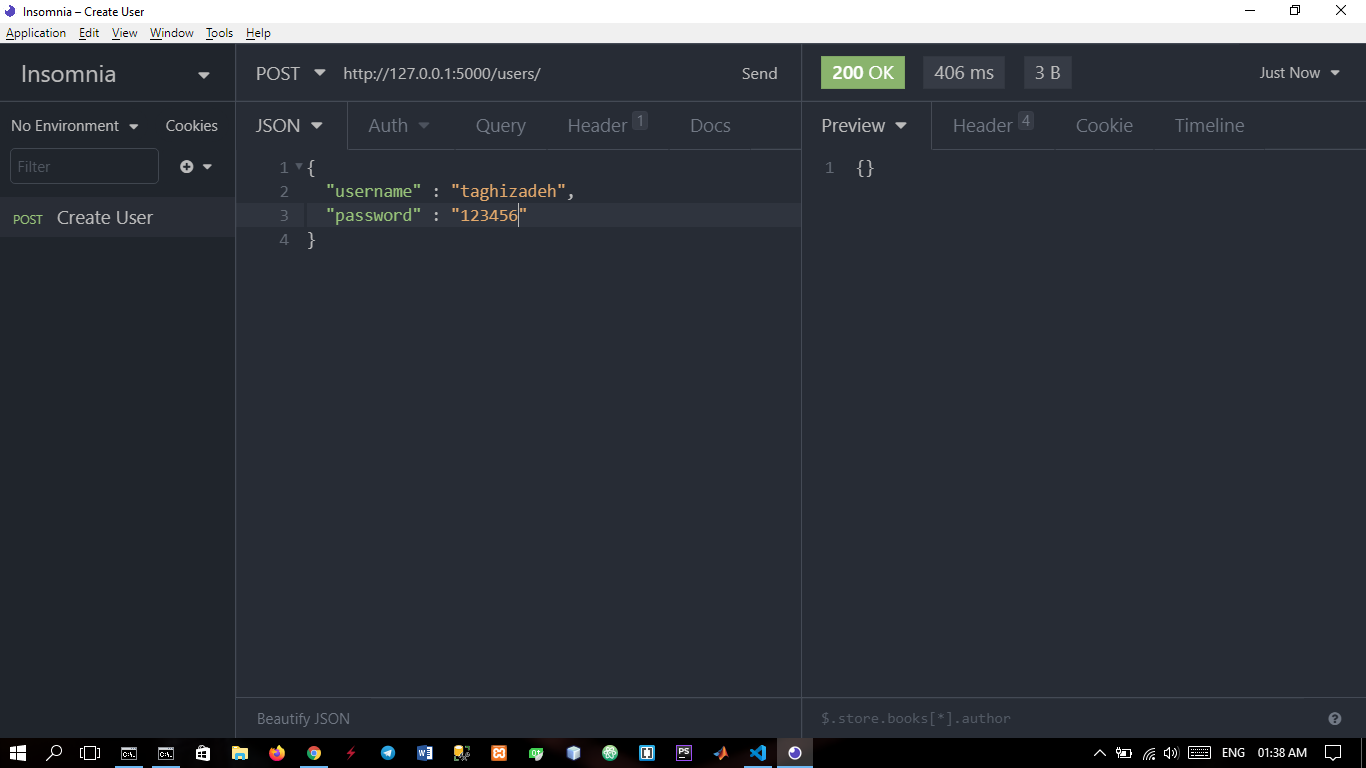 Insomnia – Create User
Application Edit View Window Tools Help
Insomnia
POST http://127.0.0.1:5000/users/ Send
200 OK 406 ms 3 B Just Now
No Environment Cookies
JSON Auth Query Header 1 Docs
Preview Header 4 Cookie Timeline
Filter
POST Create User
1 {
2 "username" : "taghizadeh",
3 "password" : "123456"
4 }
1 {}
Beautify JSON
$.store.books[*].author
ENG 01:38 AM